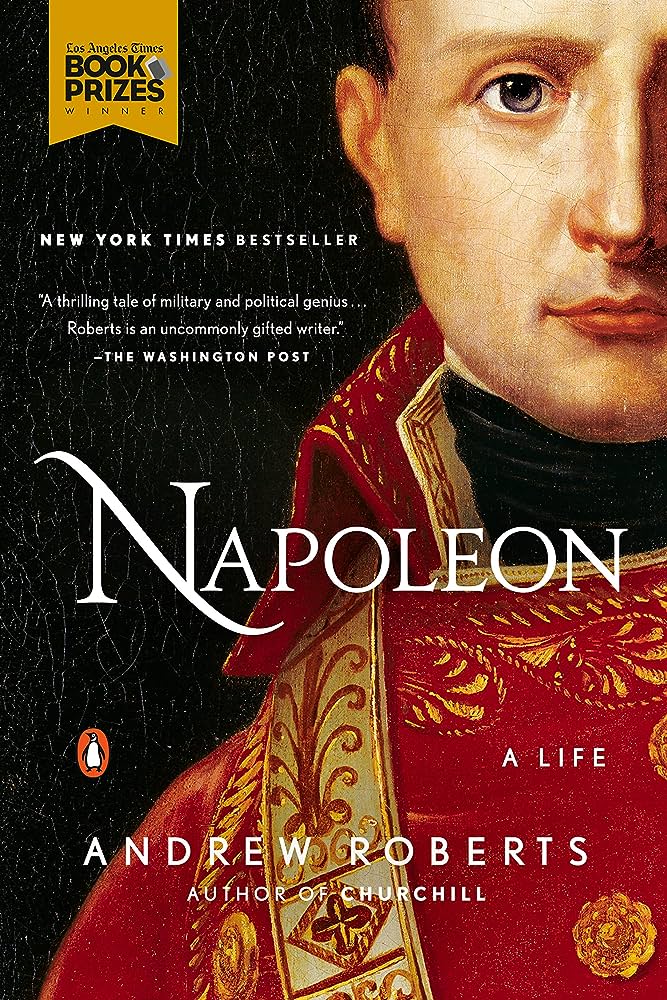 Los Angeles Times
BOOK
PRIZES
WINNER
NEW YORK TIMES BESTSELLER
"A thrilling tale of military and political genius...
Roberts is an uncommonly gifted writer."
–THE WASHINGTON POST
NAPOLEON
A LIFE
ANDREW ROBERTS
AUTHOR OF CHURCHILL